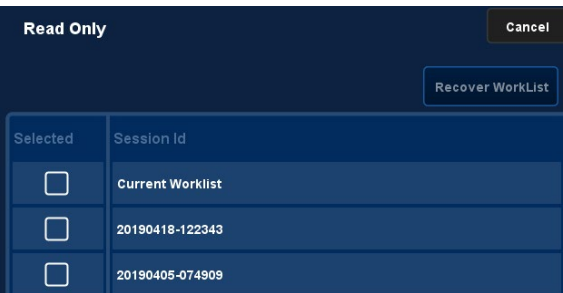 Read Only
Cancel
Recover WorkList
Selected Session Id
Current Worklist
20190418-122343
20190405-074909